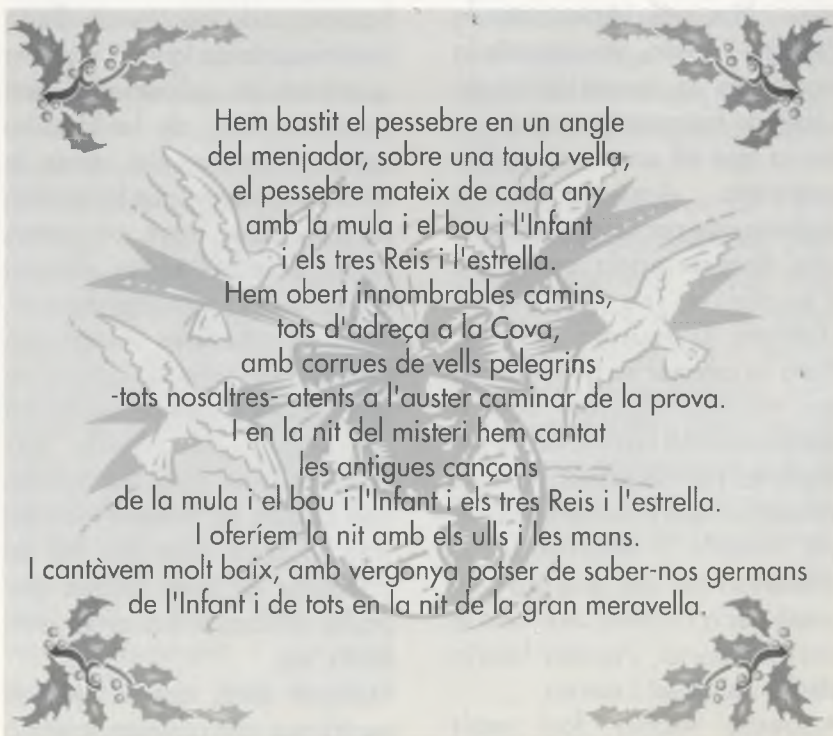 Hem bastit el pessebre en un angle
del menjador, sobre una taula vella,
el pessebre mateix de cada any
amb la mula i el bou i l'Infant
i els tres Reis i l'estrella.
Hem obert innombrables camins,
tots d'adreça a la Cova,
amb corrues de vells pelegrins
-tots nosaltres- atents a l'auster caminar de la prova.
I en la nit del misteri hem cantat
les antigues cançons
de la mula i el bou i l'Infant i els tres Reis i l'estrella.
I oferíem la nit amb els ulls i les mans.
I cantàvem molt baix, amb vergonya potser de saber-nos germans
de l'Infant i de tots en la nit de la gran meravella.